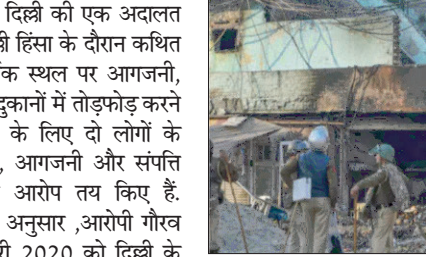 दिल्ली की एक अदालत
हिंसा के दौरान कथित
स्थल पर आगजनी,
दुकानों में तोड़फोड़ करने
के लिए दो लोगों के
, आगजनी और संपत्ति
आरोप तय किए हैं.
अनुसार ,आरोपी गौरव
2020 को दिल्ली के